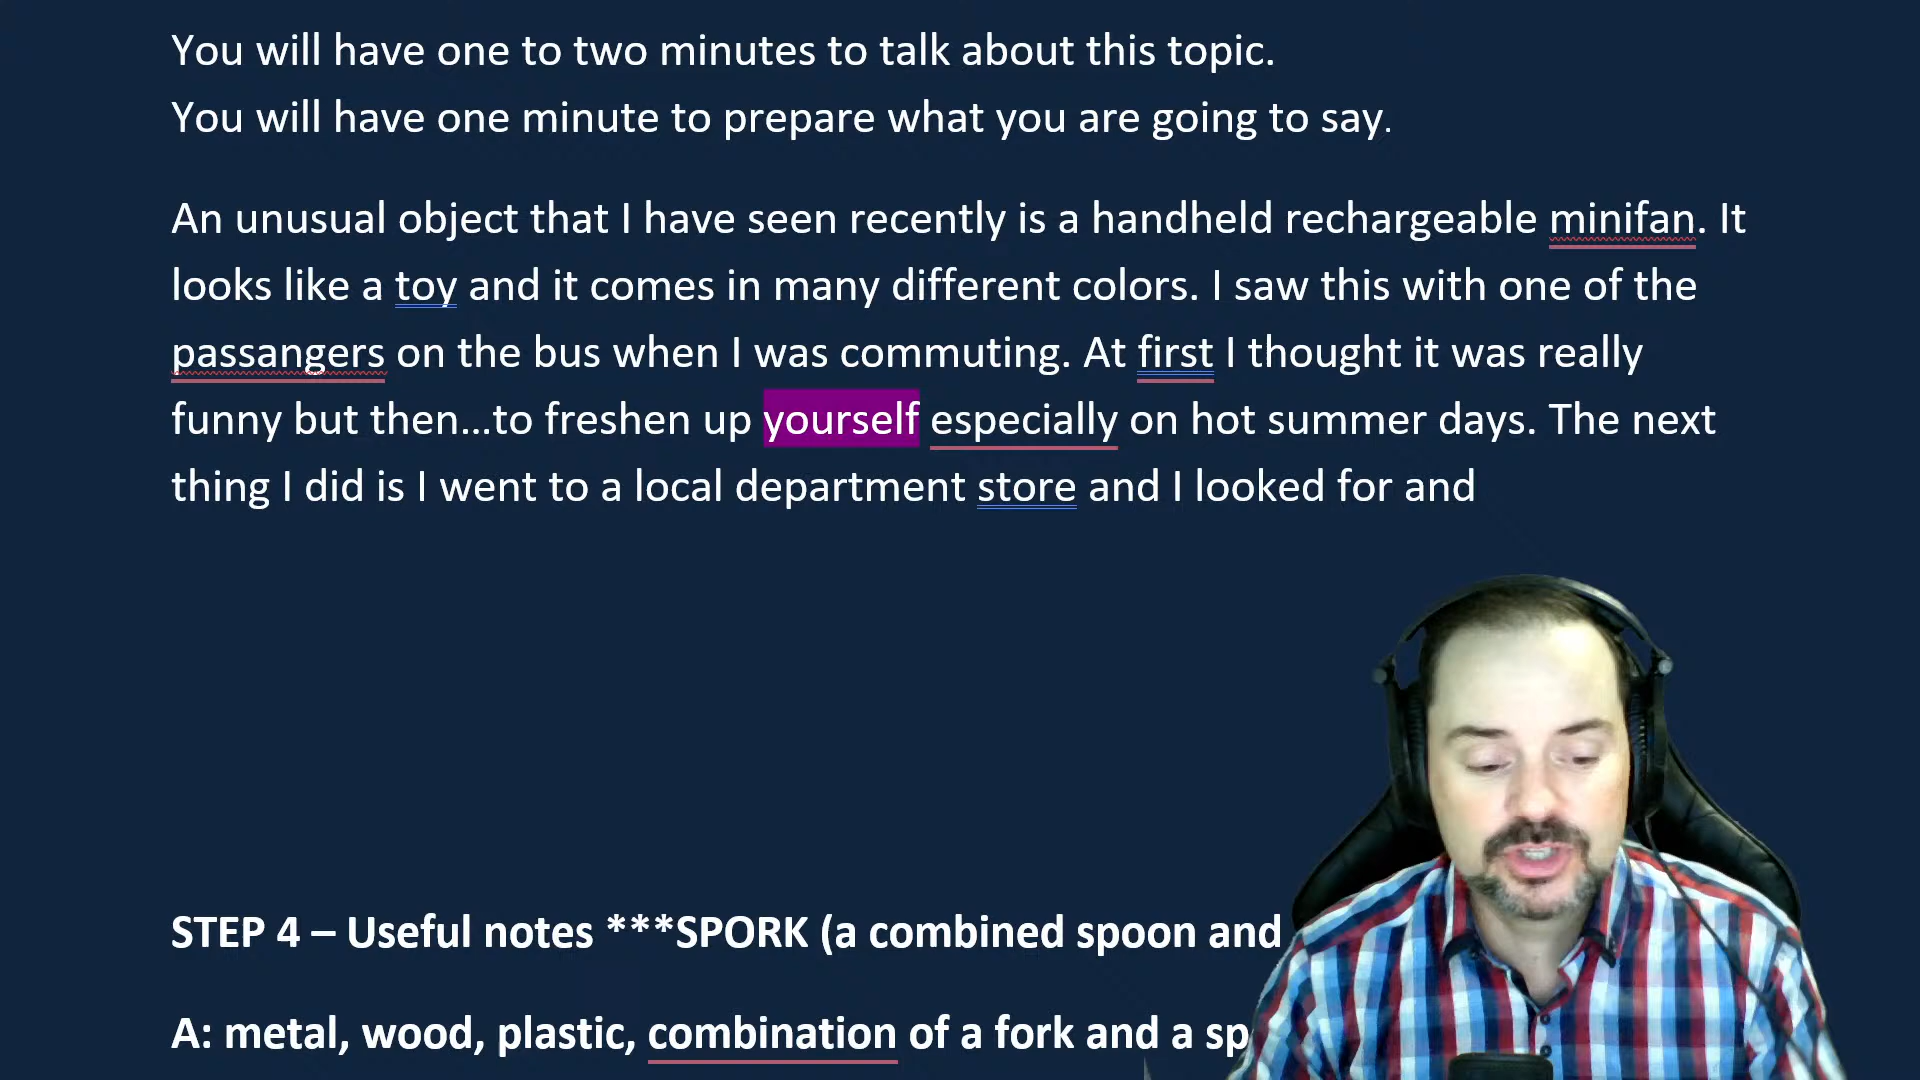 You will have one to two minutes to talk about this topic.
You will have one minute to prepare what you are going to say.
An unusual object that I have seen recently is a handheld rechargeable minifan. It
looks like a toy and it comes in many different colors. I saw this with one of the
passangers on the bus when I was commuting. At first I thought it was really
funny but then...to freshen up yourself especially on hot summer days. The next
thing I did is I went to a local department store and I looked for and
STEP 4 – Useful notes ***SPORK (a combined spoon and
A: metal, wood, plastic, combination of a fork and a